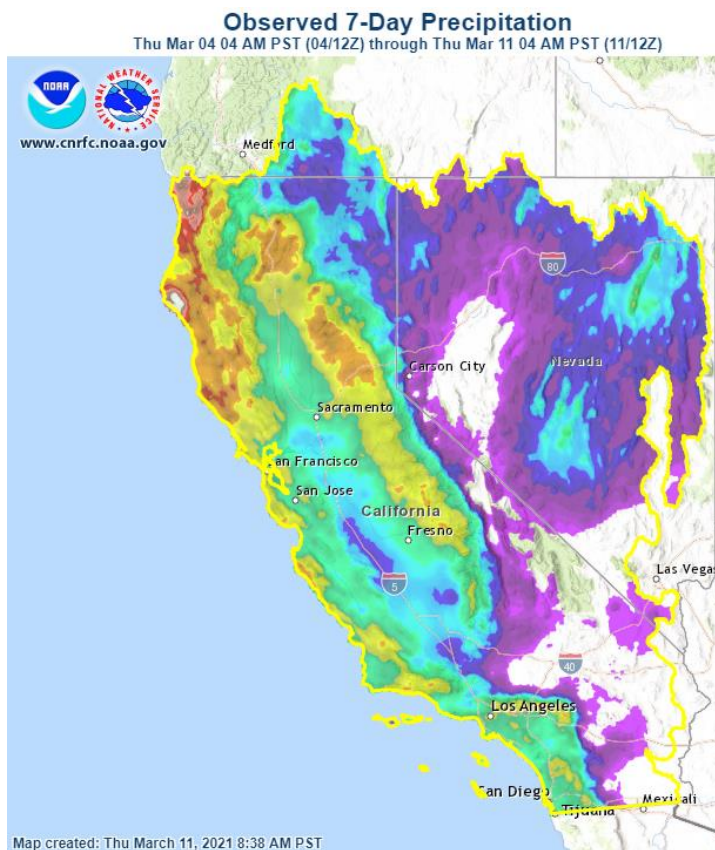 Observed 7-Day Precipitation
Thu Mar 04 04 AM PST (04/12Z) through Thu Mar 11 04 AM PST (11/12Z)
NOAA
NATIONAL WEATHER SERVICE
www.cnrfc.noaa.gov
Medford
80
Carson City
Nevada
Sacramento
an Francisco
San Jose
California
Fresno
5
Las Vegas
40
Los Angeles
San Diego
Tijuana
Mexicali
Map created: Thu March 11, 2021 8:38 AM PST